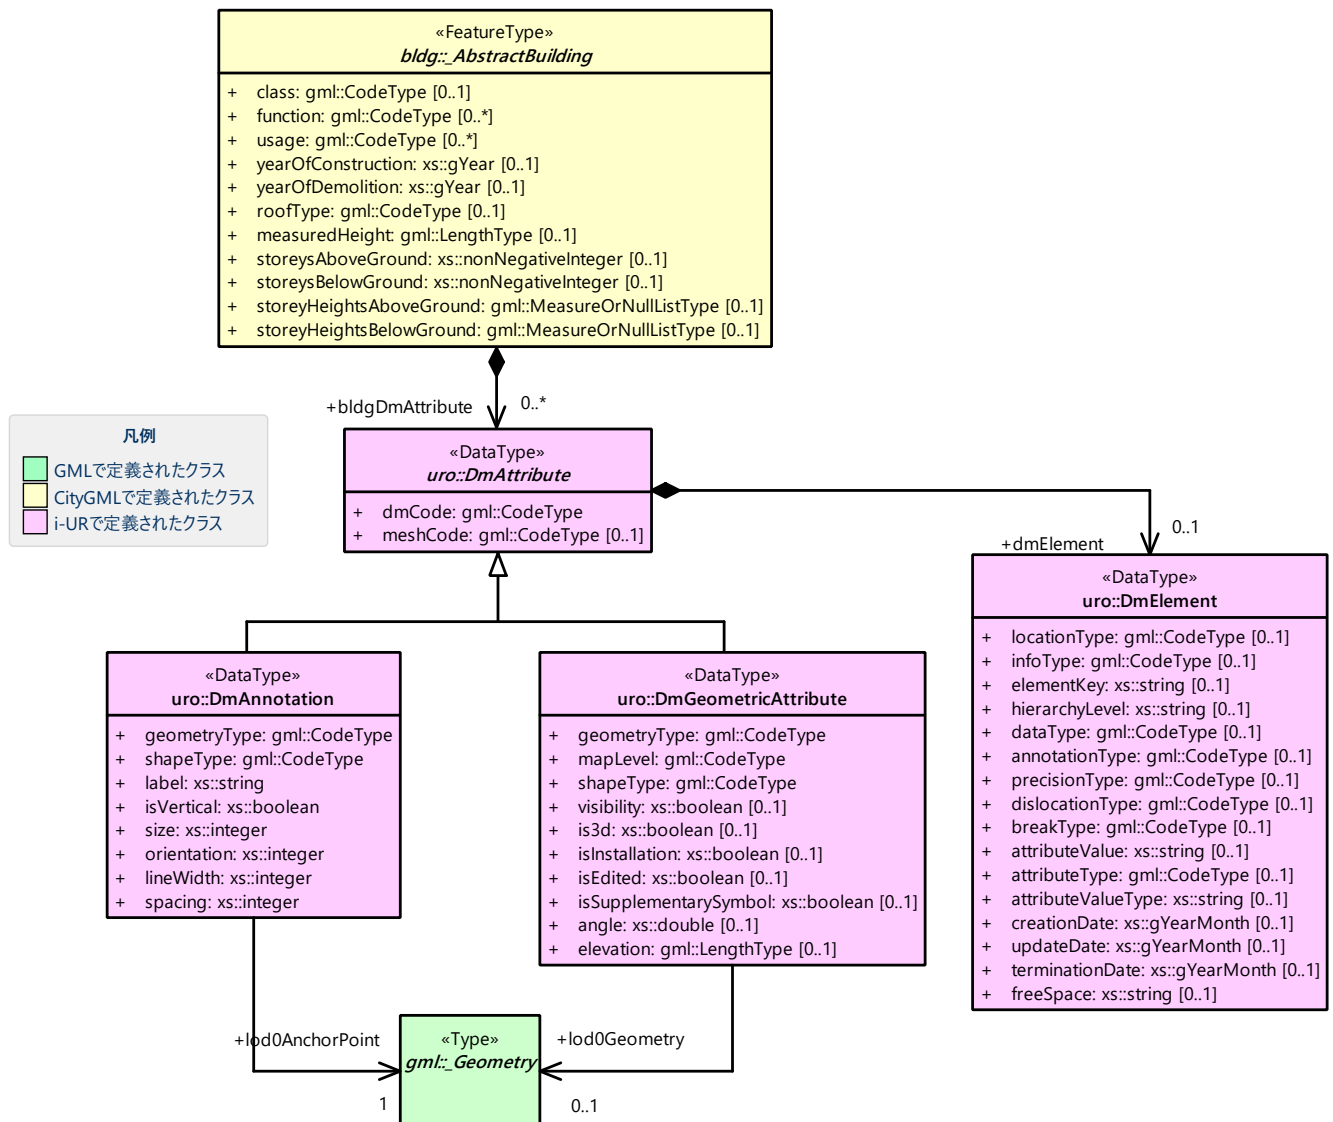 «FeatureType»
bldg::_AbstractBuilding
+ class: gml::CodeType [0..1]
+ function: gml::CodeType [0..*]
+ usage: gml::CodeType [0..*]
+ yearOfConstruction: xs::gYear [0..1]
+ yearOfDemolition: xs::gYear [0..1]
+ roofType: gml::CodeType [0..1]
+ measuredHeight: gml::LengthType [0..1]
+ storeysAboveGround: xs::nonNegativeInteger [0..1]
+ storeysBelowGround: xs::nonNegativeInteger [0..1]
+ storeyHeightsAboveGround: gml::MeasureOrNullListType [0..1]
+ storeyHeightsBelowGround: gml::MeasureOrNullListType [0..1]
+bldgDmAttribute
0..*
凡例
GMLで定義されたクラス
CityGMLで定義されたクラス
i-URで定義されたクラス
«DataType»
uro::DmAttribute
+ dmCode: gml::CodeType
+ meshCode: gml::CodeType [0..1]
0..1
+dmElement
«DataType»
uro::DmElement
+ locationType: gml::CodeType [0..1]
+ infoType: gml::CodeType [0..1]
+ elementKey: xs::string [0..1]
+ hierarchyLevel: xs::string [0..1]
+ dataType: gml::CodeType [0..1]
+ annotationType: gml::CodeType [0..1]
+ precisionType: gml::CodeType [0..1]
+ dislocationType: gml::CodeType [0..1]
+ breakType: gml::CodeType [0..1]
+ attributeValue: xs::string [0..1]
+ attributeType: gml::CodeType [0..1]
+ attributeValueType: xs::string [0..1]
+ creationDate: xs::gYearMonth [0..1]
+ updateDate: xs::gYearMonth [0..1]
+ terminationDate: xs::gYearMonth [0..1]
+ freeSpace: xs::string [0..1]
«DataType»
uro::DmAnnotation
+ geometryType: gml::CodeType
+ shapeType: gml::CodeType
+ label: xs::string
+ isVertical: xs::boolean
+ size: xs::integer
+ orientation: xs::integer
+ lineWidth: xs::integer
+ spacing: xs::integer
«DataType»
uro::DmGeometricAttribute
+ geometryType: gml::CodeType
+ mapLevel: gml::CodeType
+ shapeType: gml::CodeType
+ visibility: xs::boolean [0..1]
+ is3d: xs::boolean [0..1]
+ isInstallation: xs::boolean [0..1]
+ isEdited: xs::boolean [0..1]
+ isSupplementarySymbol: xs::boolean [0..1]
+ angle: xs::double [0..1]
+ elevation: gml::LengthType [0..1]
+lod0AnchorPoint
1
«Type»
gml::_Geometry
+lod0Geometry
0..1